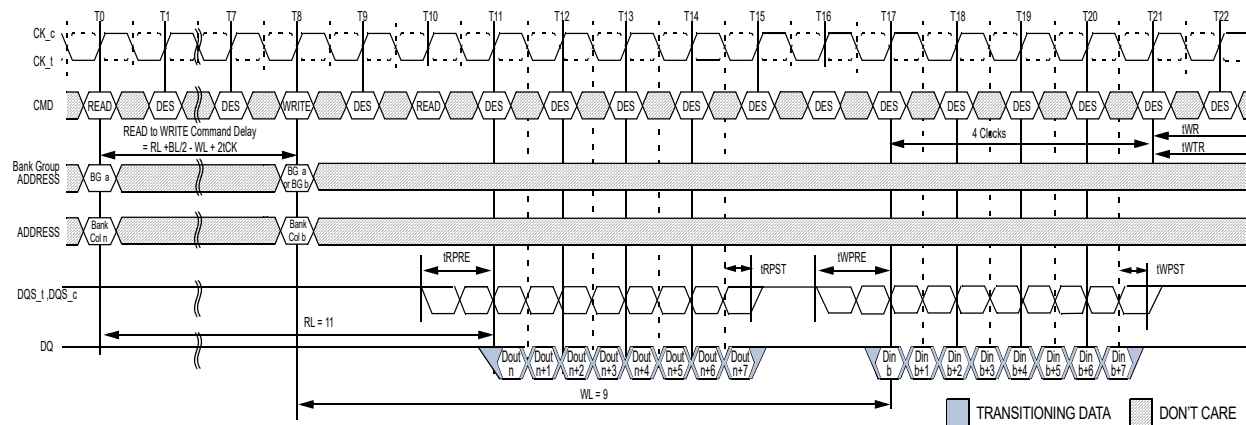 T0 T1 T7 T8 T9 T10 T11 T12 T13 T14 T15 T16 T17 T18 T19 T20 T21 T22
CK_c
CK_t
CMD READ DES DES WRITE DES READ DES DES DES DES DES DES DES DES DES DES DES DES
READ to WRITE Command Delay
= RL +BL/2 - WL + 2tCK
4 Clocks
tWR
tWTR
Bank Group
ADDRESS
BG a
BG a
or BG b
ADDRESS
Bank
Col n
Bank
Col b
tRPRE
tRPST
tWPRE
tWPST
DQS_t ,DQS_c
RL = 11
DQ
Dout Dout Dout Dout Dout Dout Dout Dout
n n+1 n+2 n+3 n+4 n+5 n+6 n+7
Din Din Din Din Din Din Din Din
b b+1 b+2 b+3 b+4 b+5 b+6 b+7
WL = 9
TRANSITIONING DATA
DON'T CARE